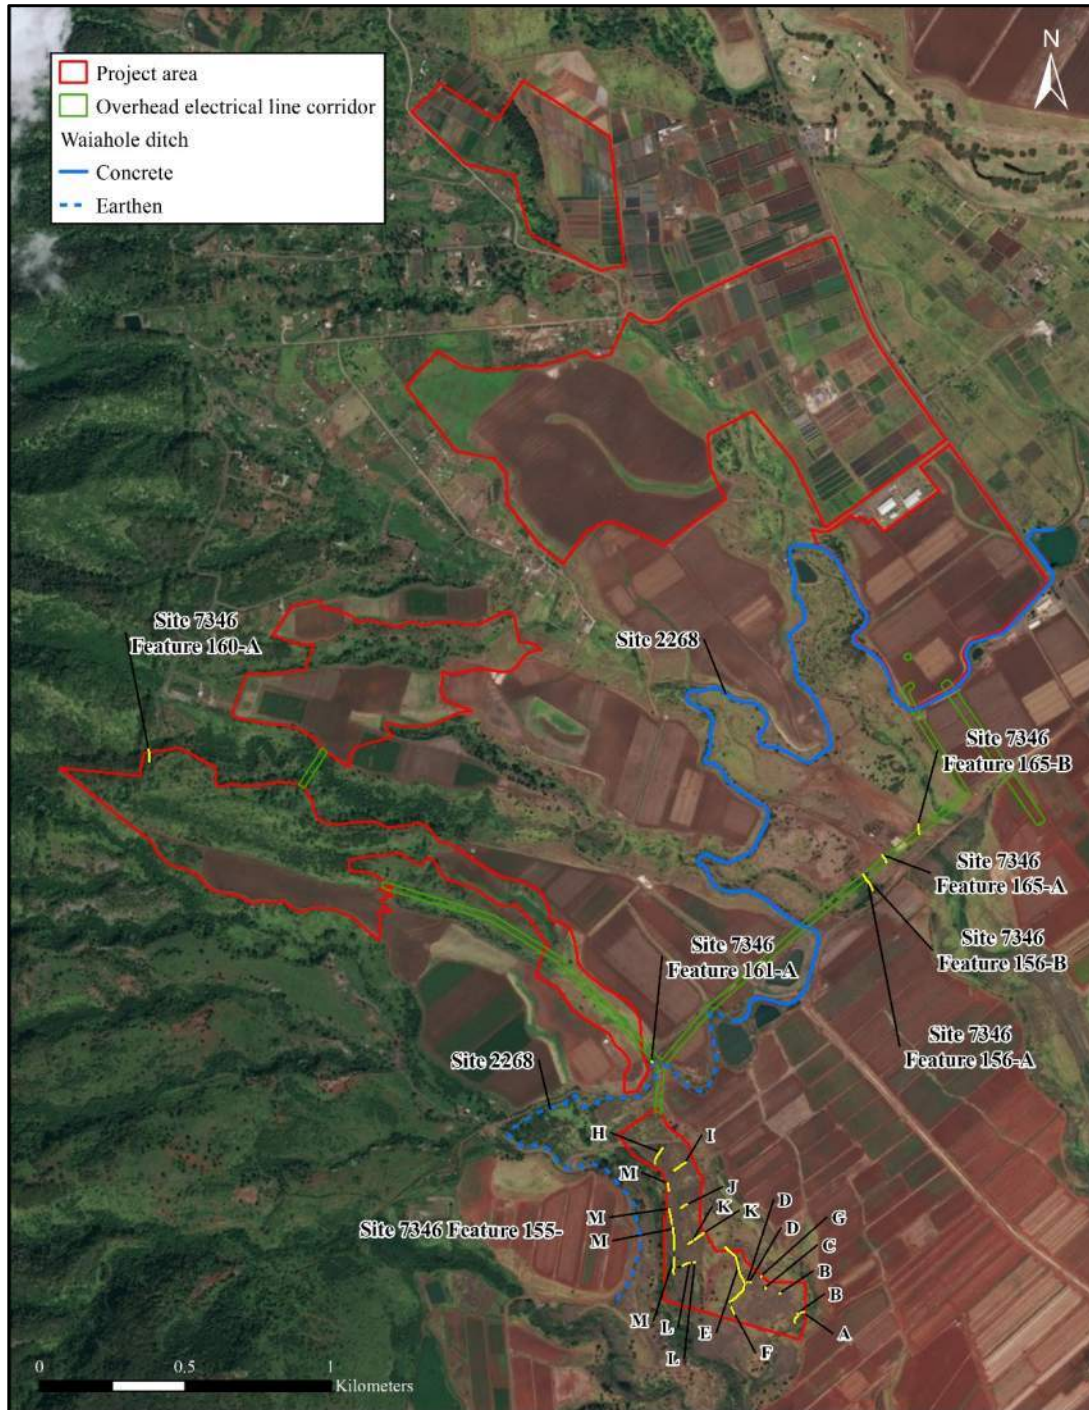 N
Project area
Overhead electrical line corridor
Waiahole ditch
Concrete
Earthen
Site 7346
Feature 160-A
Site 2268
Site 7346
Feature 165-B
Site 7346
Feature 165-A
Site 7346
Feature 156-B
Site 7346
Feature 161-A
Site 7346
Feature 156-A
Site 2268
H
I
M
J
D
K
K
D
G
M
C
M
Site 7346 Feature 155-
B
B
M
L
E
A
L
F
0
0.5
1
Kilometers